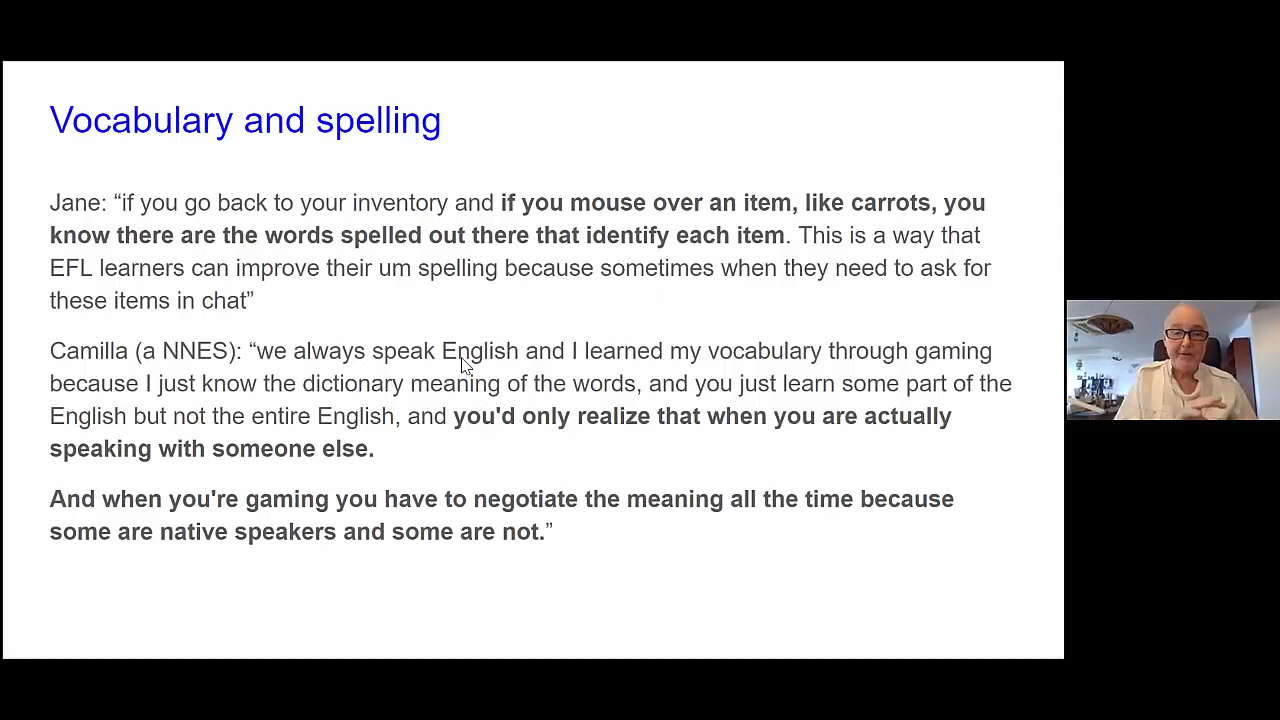 Vocabulary and spelling
Jane: “if you go back to your inventory and if you mouse over an item, like carrots, you
know there are the words spelled out there that identify each item. This is a way that
EFL learners can improve their um spelling because sometimes when they need to ask for
these items in chat”
Camilla (a NNES): “we always speak English and I learned my vocabulary through gaming
because I just know the dictionary meaning of the words, and you just learn some part of the
English but not the entire English, and you'd only realize that when you are actually
speaking with someone else.
And when you're gaming you have to negotiate the meaning all the time because
some are native speakers and some are not.”